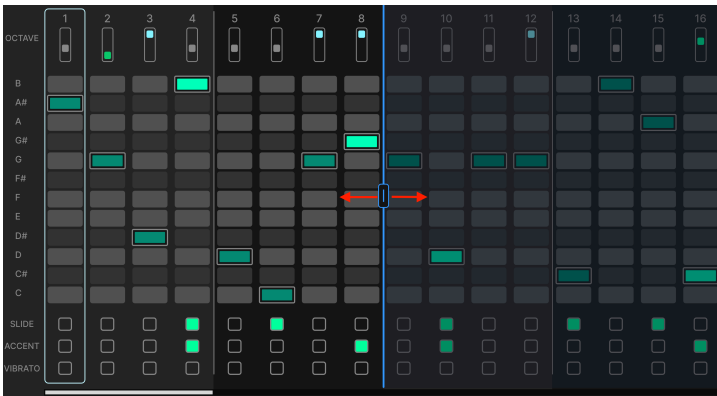 1 2 3 4 5 6 7 8 9 10 11 12 13 14 15 16
OCTAVE
B
A#
A
G#
G
F#
F
E
D#
D
C#
C
SLIDE
ACCENT
VIBRATO